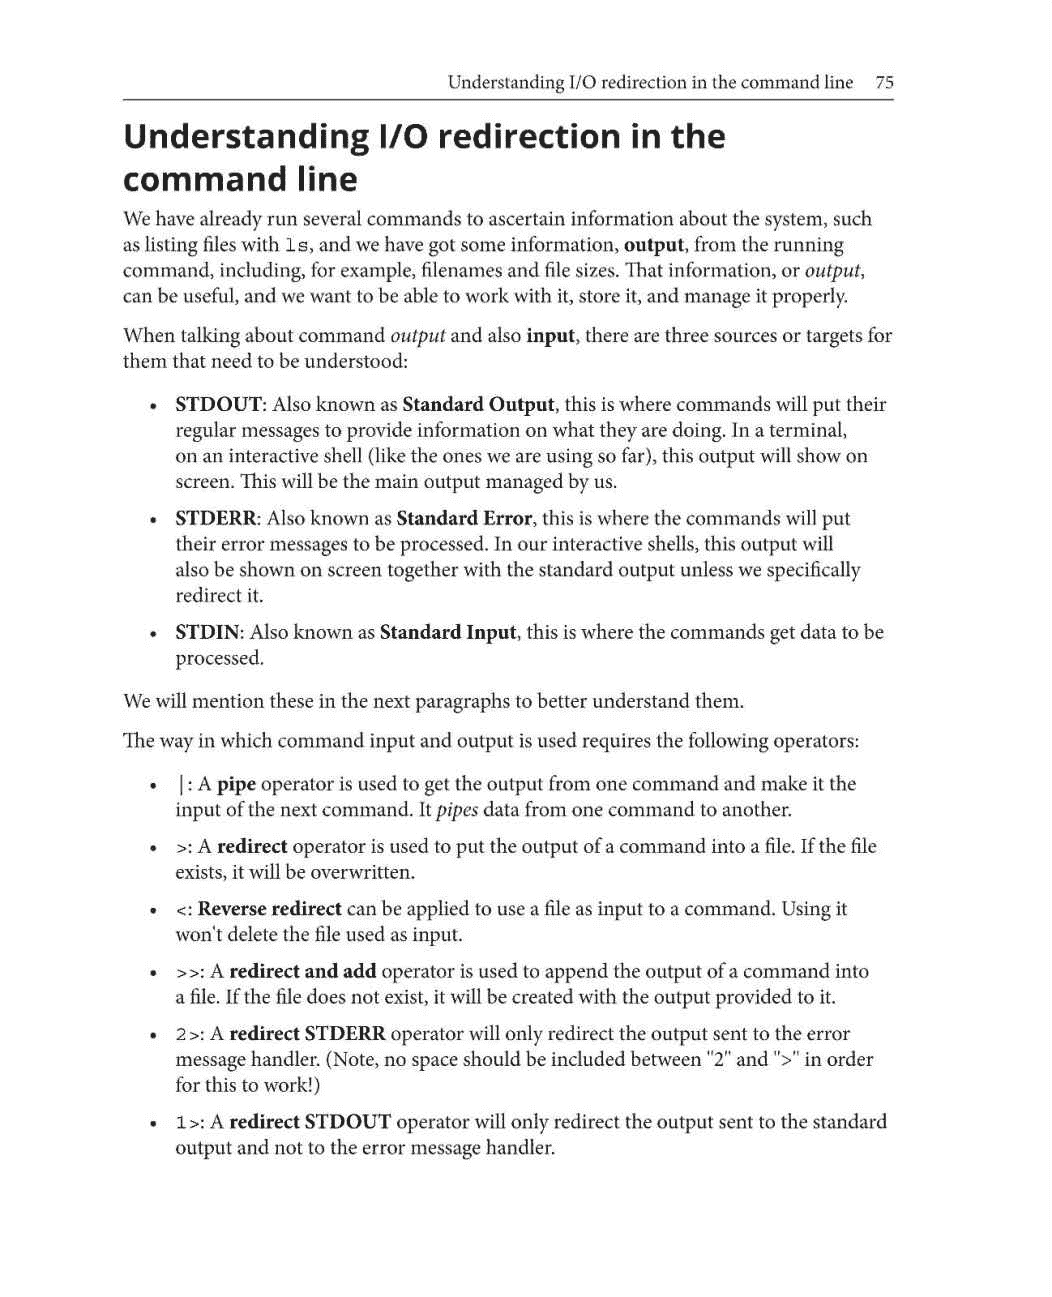 Understanding I/O redirection in the command line 75
Understanding I/O redirection in the
command line
We have already run several commands to ascertain information about the system, such
as listing files with ls, and we have got some information, output, from the running
command, including, for example, filenames and file sizes. That information, or output,
can be useful, and we want to be able to work with it, store it, and manage it properly.
When talking about command output and also input, there are three sources or targets for
them that need to be understood:
• STDOUT: Also known as Standard Output, this is where commands will put their
regular messages to provide information on what they are doing. In a terminal,
on an interactive shell (like the ones we are using so far), this output will show on
screen. This will be the main output managed by us.
• STDERR: Also known as Standard Error, this is where the commands will put
their error messages to be processed. In our interactive shells, this output will
also be shown on screen together with the standard output unless we specifically
redirect it.
• STDIN: Also known as Standard Input, this is where the commands get data to be
processed.
We will mention these in the next paragraphs to better understand them.
The way in which command input and output is used requires the following operators:
• |: A pipe operator is used to get the output from one command and make it the
input of the next command. It pipes data from one command to another.
• >: A redirect operator is used to put the output of a command into a file. If the file
exists, it will be overwritten.
• <: Reverse redirect can be applied to use a file as input to a command. Using it
won't delete the file used as input.
• >>: A redirect and add operator is used to append the output of a command into
a file. If the file does not exist, it will be created with the output provided to it.
• 2>: A redirect STDERR operator will only redirect the output sent to the error
message handler. (Note, no space should be included between "2" and ">" in order
for this to work!)
• 1>: A redirect STDOUT operator will only redirect the output sent to the standard
output and not to the error message handler.